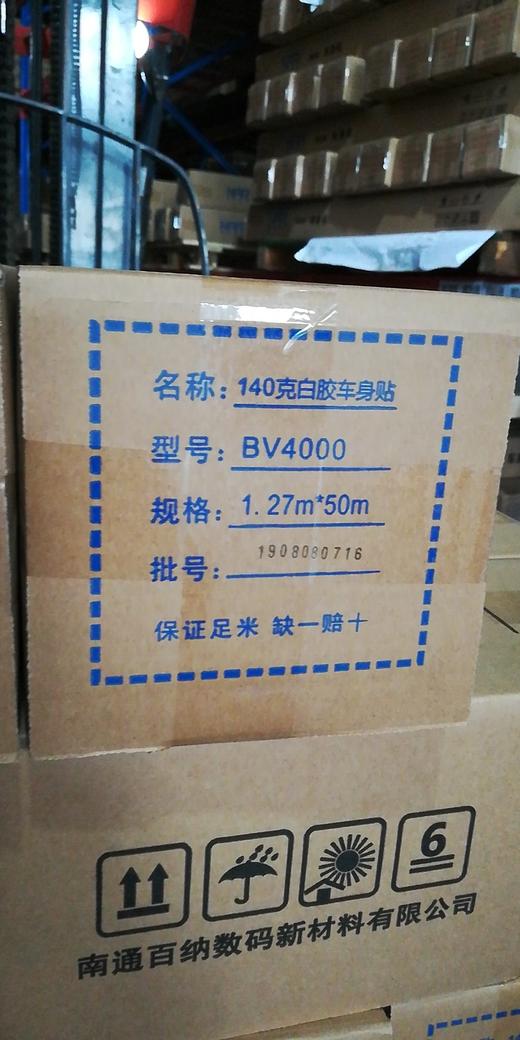 名称：140克白胶车身贴
型号：BV4000
规格：1.27m*50m
批号：1908080716
保证足米 缺一赔十
6
南通百纳数码新材料有限公司